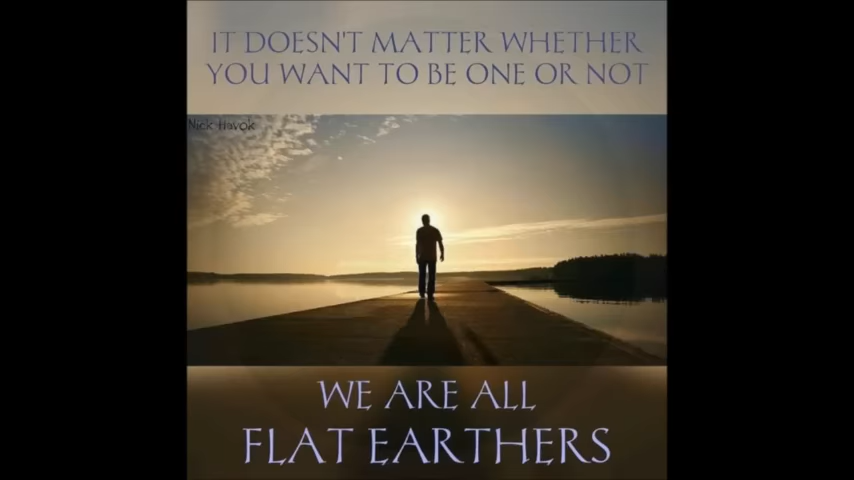 IT DOESN'T MATTER WHETHER
YOU WANT TO BE ONE OR NOT
Nick Havok
WE ARE ALL
FLAT EARTHERS